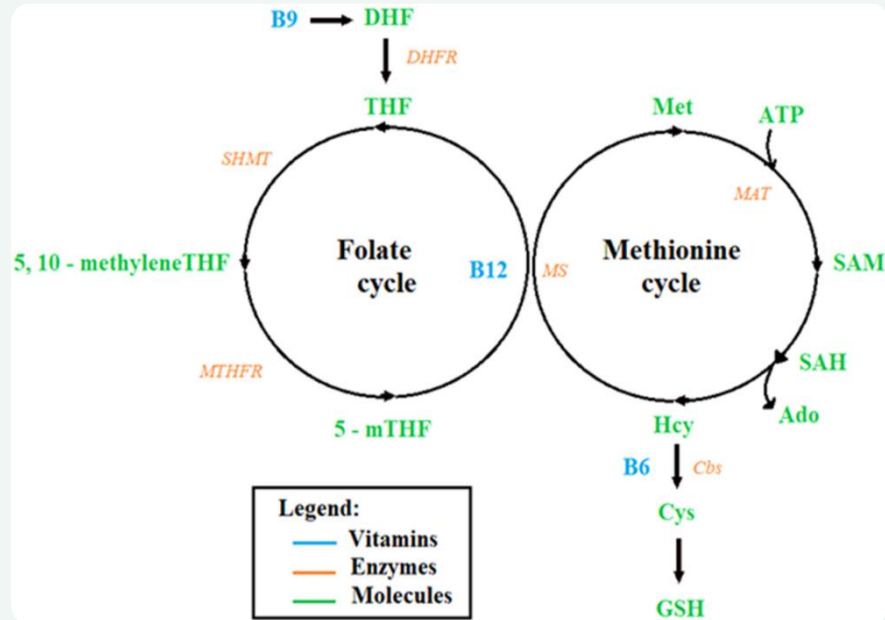 B9 DHF
DHFR
THF
Met
ATP
SHMT
MAT
Folate
cycle
Methionine
cycle
5, 10 - methyleneTHF
B12
MS
SAM
MTHFR
SAH
Ado
5 - mTHF
Hcy
B6
Cbs
Cys
GSH
Legend:
Vitamins
Enzymes
Molecules